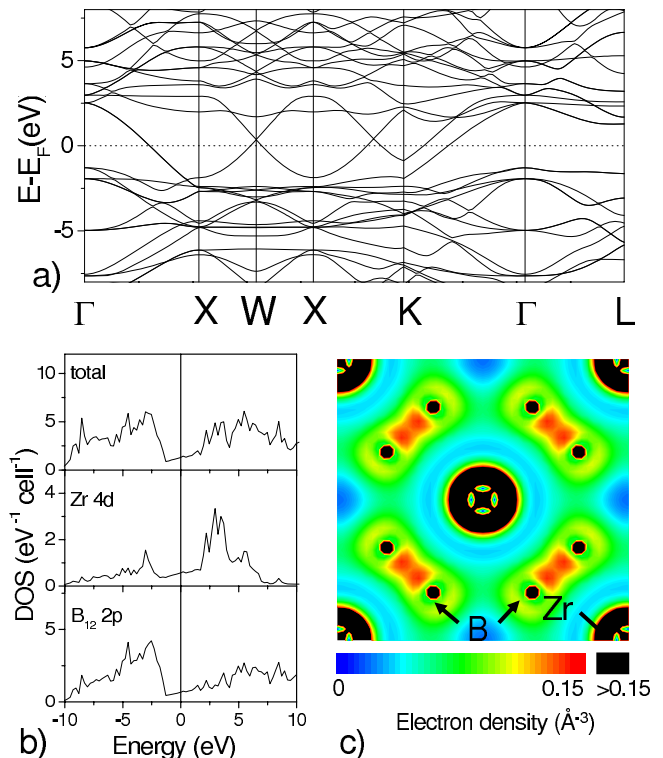 5
0
-5
E-E_F(eV)
a)
Γ X W X K Γ L
total
Zr 4d
B₁₂ 2p
10
5
0
4
2
0
5
0
-10 -5 0 5 10
DOS (eV⁻¹ cell⁻¹)
Energy (eV)
b)
B
Zr
0 0.15 >0.15
Electron density (Å⁻³)
c)